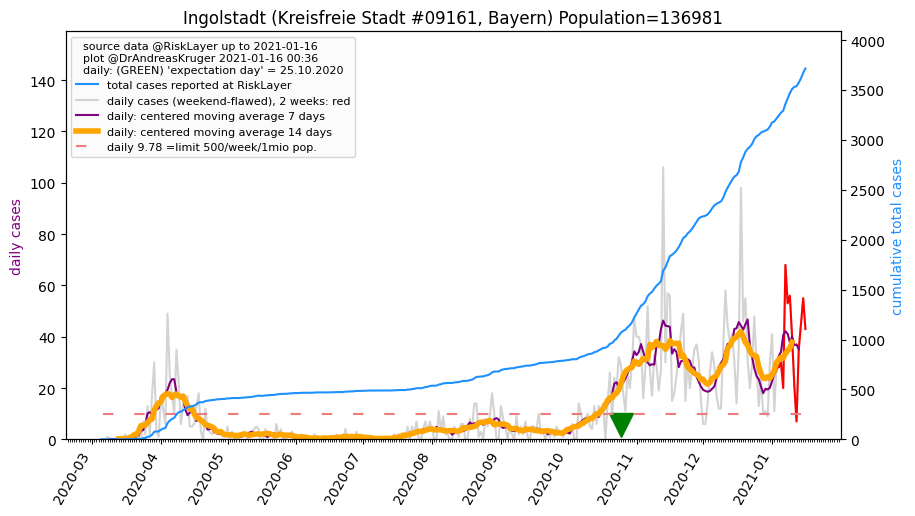 Ingolstadt (Kreisfreie Stadt #09161, Bayern) Population=136981
source data @RiskLayer up to 2021-01-16
plot @DrAndreasKruger 2021-01-16 00:36
daily: (GREEN) 'expectation day' = 25.10.2020
total cases reported at RiskLayer
daily cases (weekend-flawed), 2 weeks: red
daily: centered moving average 7 days
daily: centered moving average 14 days
daily 9.78 =limit 500/week/1mio pop.
daily cases
140
120
100
80
60
40
20
0
cumulative total cases
4000
3500
3000
2500
2000
1500
1000
500
0
2020-03
2020-04
2020-05
2020-06
2020-07
2020-08
2020-09
2020-10
2020-11
2020-12
2021-01